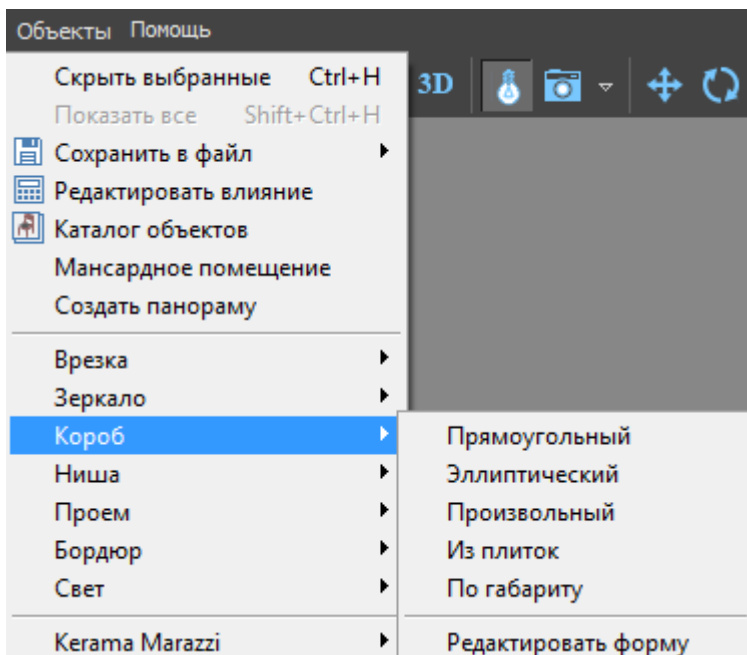 Объекты Помощь
Скрыть выбранные Ctrl+H
3D
Показать все Shift+Ctrl+H
Сохранить в файл
Редактировать влияние
Каталог объектов
Мансардное помещение
Создать панораму
Врезка
Зеркало
Короб
Ниша
Проем
Бордюр
Свет
Kerama Marazzi
Прямоугольный
Эллиптический
Произвольный
Из плиток
По габариту
Редактировать форму